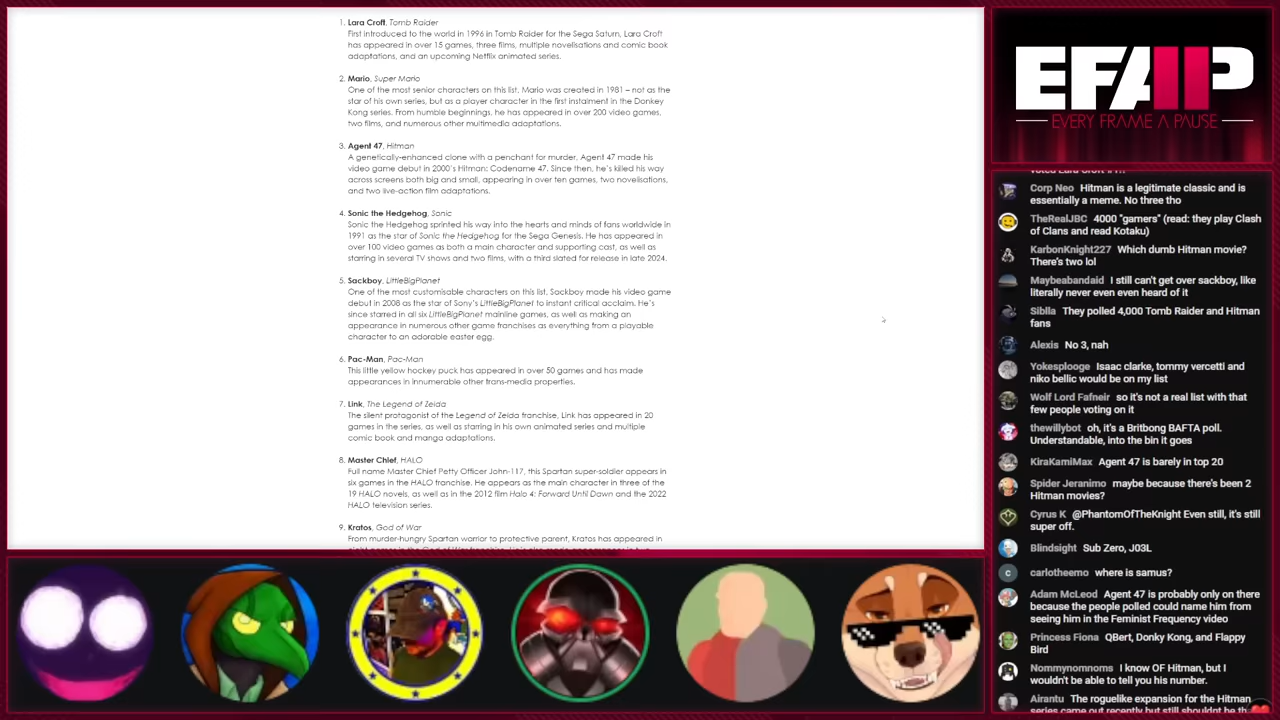 1. Lara Croft, Tomb Raider
First introduced to the world in 1996 in Tomb Raider for the Sega Saturn, Lara Croft
has appeared in over 15 games, three films, multiple novelisations and comic book
adaptations, and an upcoming Netflix animated series.
2. Mario, Super Mario
One of the most senior characters on this list, Mario was created in 1981 – not as the
star of his own series, but as a player character in the first instalment in the Donkey
Kong series. From humble beginnings, he has appeared in over 200 video games,
two films, and numerous other multimedia adaptations.
3. Agent 47, Hitman
A genetically-enhanced clone with a penchant for murder, Agent 47 made his
video game debut in 2000's Hitman: Codename 47. Since then, he's killed his way
across screens both big and small, appearing in over ten games, two novelisations,
and two live-action film adaptations.
4. Sonic the Hedgehog, Sonic
Sonic the Hedgehog sprinted his way into the hearts and minds of fans worldwide in
1991 as the star of Sonic the Hedgehog for the Sega Genesis. He has appeared in
over 100 video games as both a main character and supporting cast, as well as
starring in several TV shows and two films, with a third slated for release in late 2024.
5. Sackboy, LittleBigPlanet
One of the most customisable characters on this list, Sackboy made his video game
debut in 2008 as the star of Sony's LittleBigPlanet to instant critical acclaim. He's
since starred in all six LittleBigPlanet mainline games, as well as making an
appearance in numerous other game franchises as everything from a playable
character to an adorable easter egg.
6. Pac-Man, Pac-Man
This little yellow hockey puck has appeared in over 50 games and has made
appearances in innumerable other trans-media properties.
7. Link, The Legend of Zelda
The silent protagonist of the Legend of Zelda franchise, Link has appeared in 20
games in the series, as well as starring in his own animated series and multiple
comic book and manga adaptations.
8. Master Chief, HALO
Full name Master Chief Petty Officer John-117, this Spartan super-soldier appears in
six games in the HALO franchise. He appears as the main character in three of the
19 HALO novels, as well as in the 2012 film Halo 4: Forward Unto Dawn and the 2022
HALO television series.
9. Kratos, God of War
From murder-hungry Spartan warrior to protective parent, Kratos has appeared in
EFAP
EVERY FRAME A PAUSE
Corp Neo Hitman is a legitimate classic and is
essentially a meme. No three tho
TheRealJBC 4000 "gamers" (read: they play Clash
of Clans and read Kotaku)
KarbonKnight227 Which dumb Hitman movie?
There's two lol
Maybeabandaid I still can't get over sackboy, like
literally never even even heard of it
Siblla They polled 4,000 Tomb Raider and Hitman
fans
Alexis No 3, nah
Yokesplooge Isaac clarke, tommy vercetti and
niko bellic would be on my list
Wolf Lord Fafneir so it's not a real list with that
few people voting on it
thewillybot oh, it's a Britbong BAFTA poll.
Understandable, into the bin it goes
KiraKamiMax Agent 47 is barely in top 20
Spider Jeranimo maybe because there's been 2
Hitman movies?
Cyrus K @PhantomOfTheKnight Even still, it's still
super off.
Blindsight Sub Zero, J03L
c carlotheemo where is samus?
Adam McLeod Agent 47 is probably only on there
because the people polled could name him from
seeing him in the Feminist Frequency video
Princess Fiona QBert, Donky Kong, and Flappy
Bird
Nommynomnoms I know OF Hitman, but I
wouldn't be able to tell you his number.
Airantu The roguelike expansion for the Hitman
series came out recently but still shouldnt be